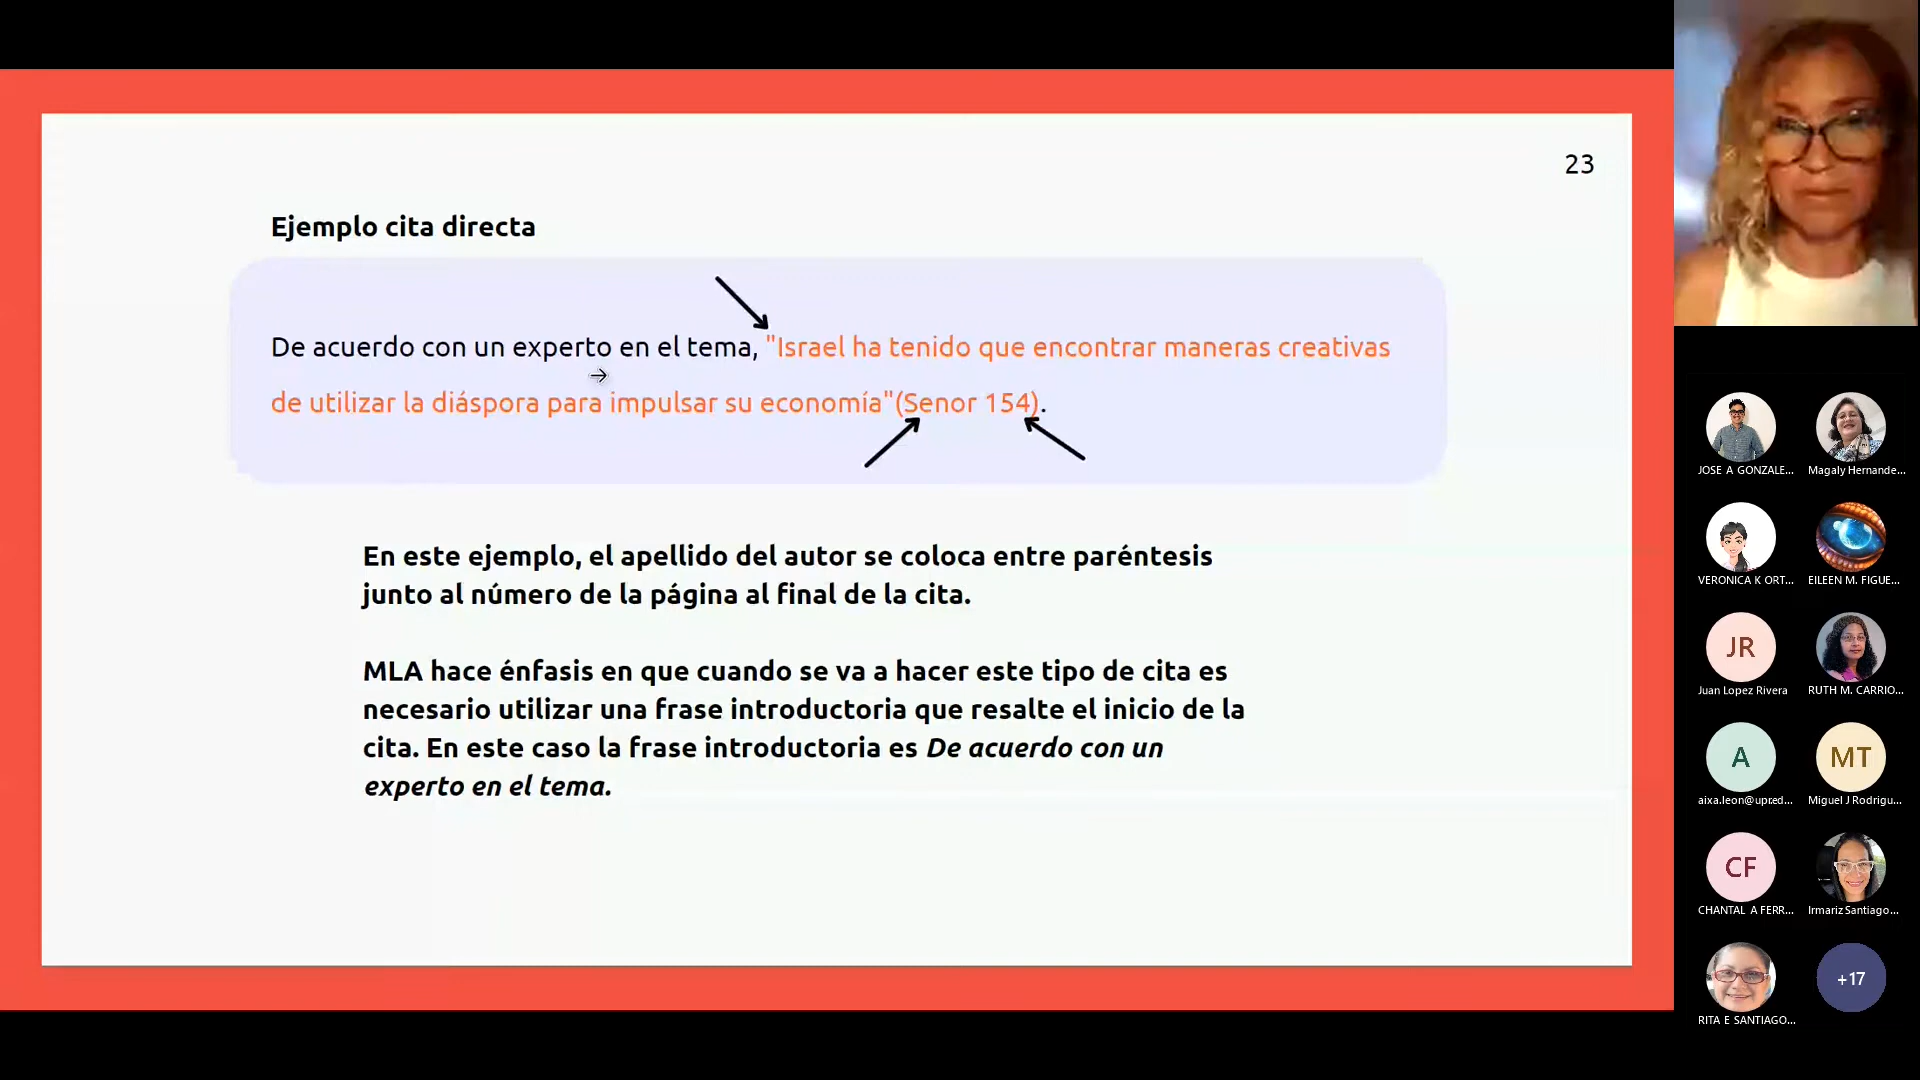 23
Ejemplo cita directa
De acuerdo con un experto en el tema, "Israel ha tenido que encontrar maneras creativas
de utilizar la diáspora para impulsar su economía"(Senor 154).
En este ejemplo, el apellido del autor se coloca entre paréntesis
junto al número de la página al final de la cita.
MLA hace énfasis en que cuando se va a hacer este tipo de cita es
necesario utilizar una frase introductoria que resalte el inicio de la
cita. En este caso la frase introductoria es De acuerdo con un
experto en el tema.
JOSE A GONZALE...
Magaly Hernande...
VERONICA K ORT...
EILEEN M. FIGUE...
JR
Juan Lopez Rivera
RUTH M. CARRIO...
A
aixa.leon@upr.ed...
MT
Miguel J Rodrigu...
CF
CHANTAL A FERR...
Irmariz Santiago...
RITA E SANTIAGO...
+17